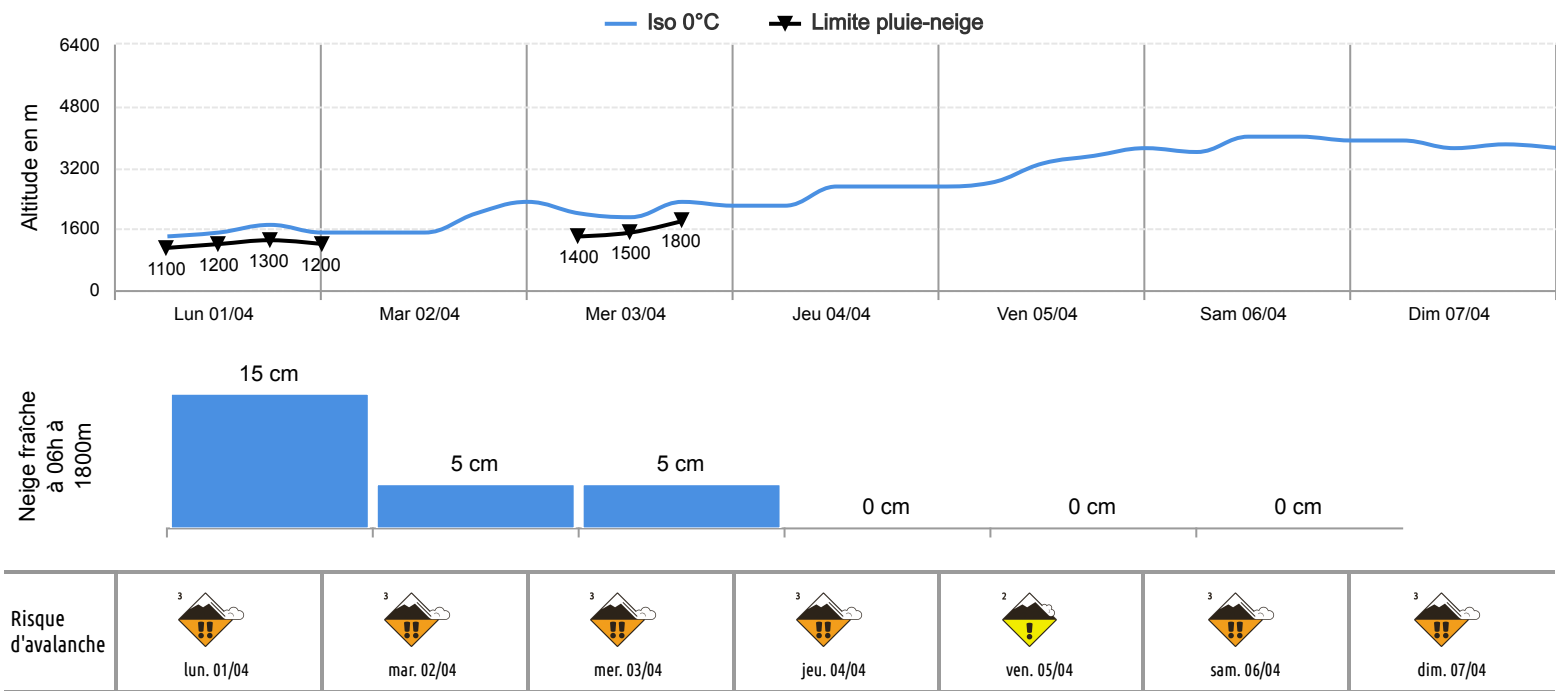 Iso 0°C Limite pluie-neige
Altitude en m
6400
4800
3200
1600
0
1100 1200 1300 1200 1400 1500 1800
Lun 01/04 Mar 02/04 Mer 03/04 Jeu 04/04 Ven 05/04 Sam 06/04 Dim 07/04
Neige fraîche
à 06h à
1800m
15 cm 5 cm 5 cm 0 cm 0 cm 0 cm
Risque
d'avalanche
3 3 3 3 2 3 3
!! !! !! !! ! !! !!
lun. 01/04 mar. 02/04 mer. 03/04 jeu. 04/04 ven. 05/04 sam. 06/04 dim. 07/04